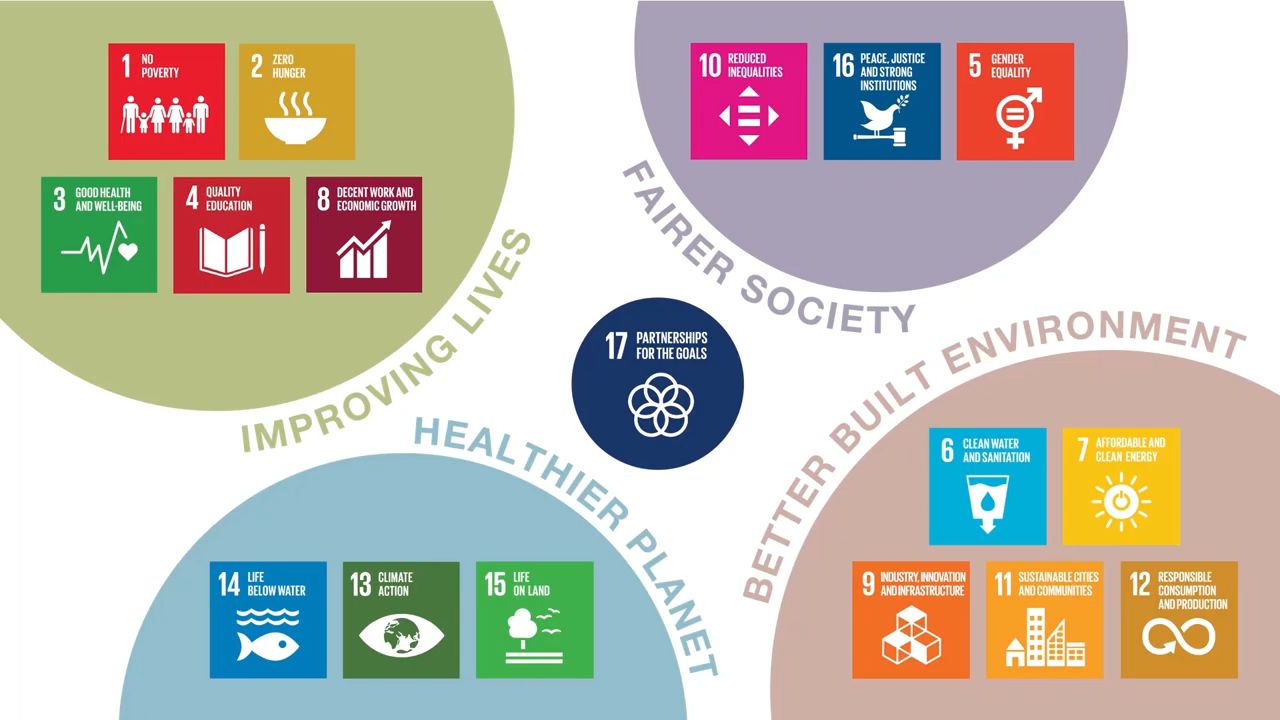 1 NO
POVERTY
2 ZERO
HUNGER
3 GOOD HEALTH
AND WELL-BEING
4 QUALITY
EDUCATION
8 DECENT WORK AND
ECONOMIC GROWTH
IMPROVING LIVES
10 REDUCED
INEQUALITIES
16 PEACE, JUSTICE
AND STRONG
INSTITUTIONS
5 GENDER
EQUALITY
FAIRER SOCIETY
17 PARTNERSHIPS
FOR THE GOALS
HEALTHIER PLANET
14 LIFE
BELOW WATER
13 CLIMATE
ACTION
15 LIFE
ON LAND
BETTER BUILT ENVIRONMENT
6 CLEAN WATER
AND SANITATION
7 AFFORDABLE AND
CLEAN ENERGY
9 INDUSTRY, INNOVATION
AND INFRASTRUCTURE
11 SUSTAINABLE CITIES
AND COMMUNITIES
12 RESPONSIBLE
CONSUMPTION
AND PRODUCTION